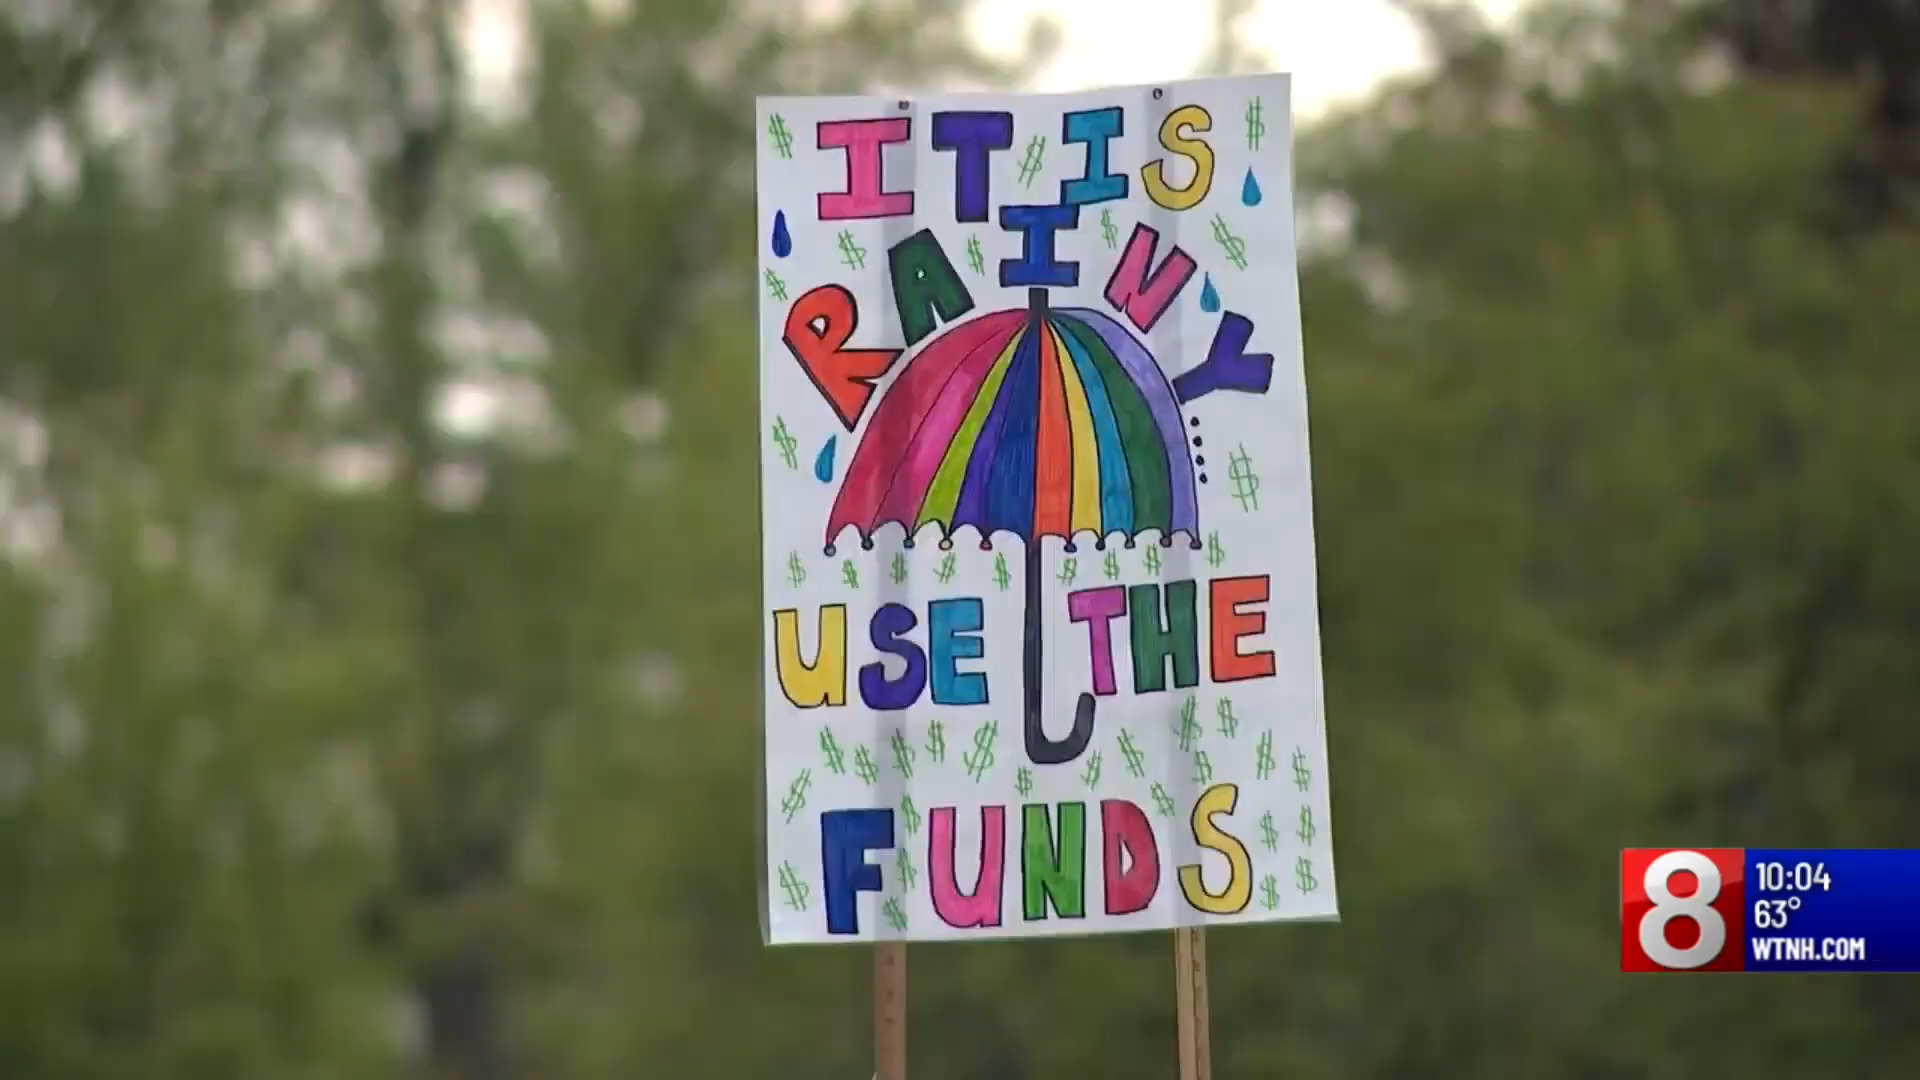 IT IS
RAINY....
USE THE
FUNDS
8
10:04
63°
WTNH.COM